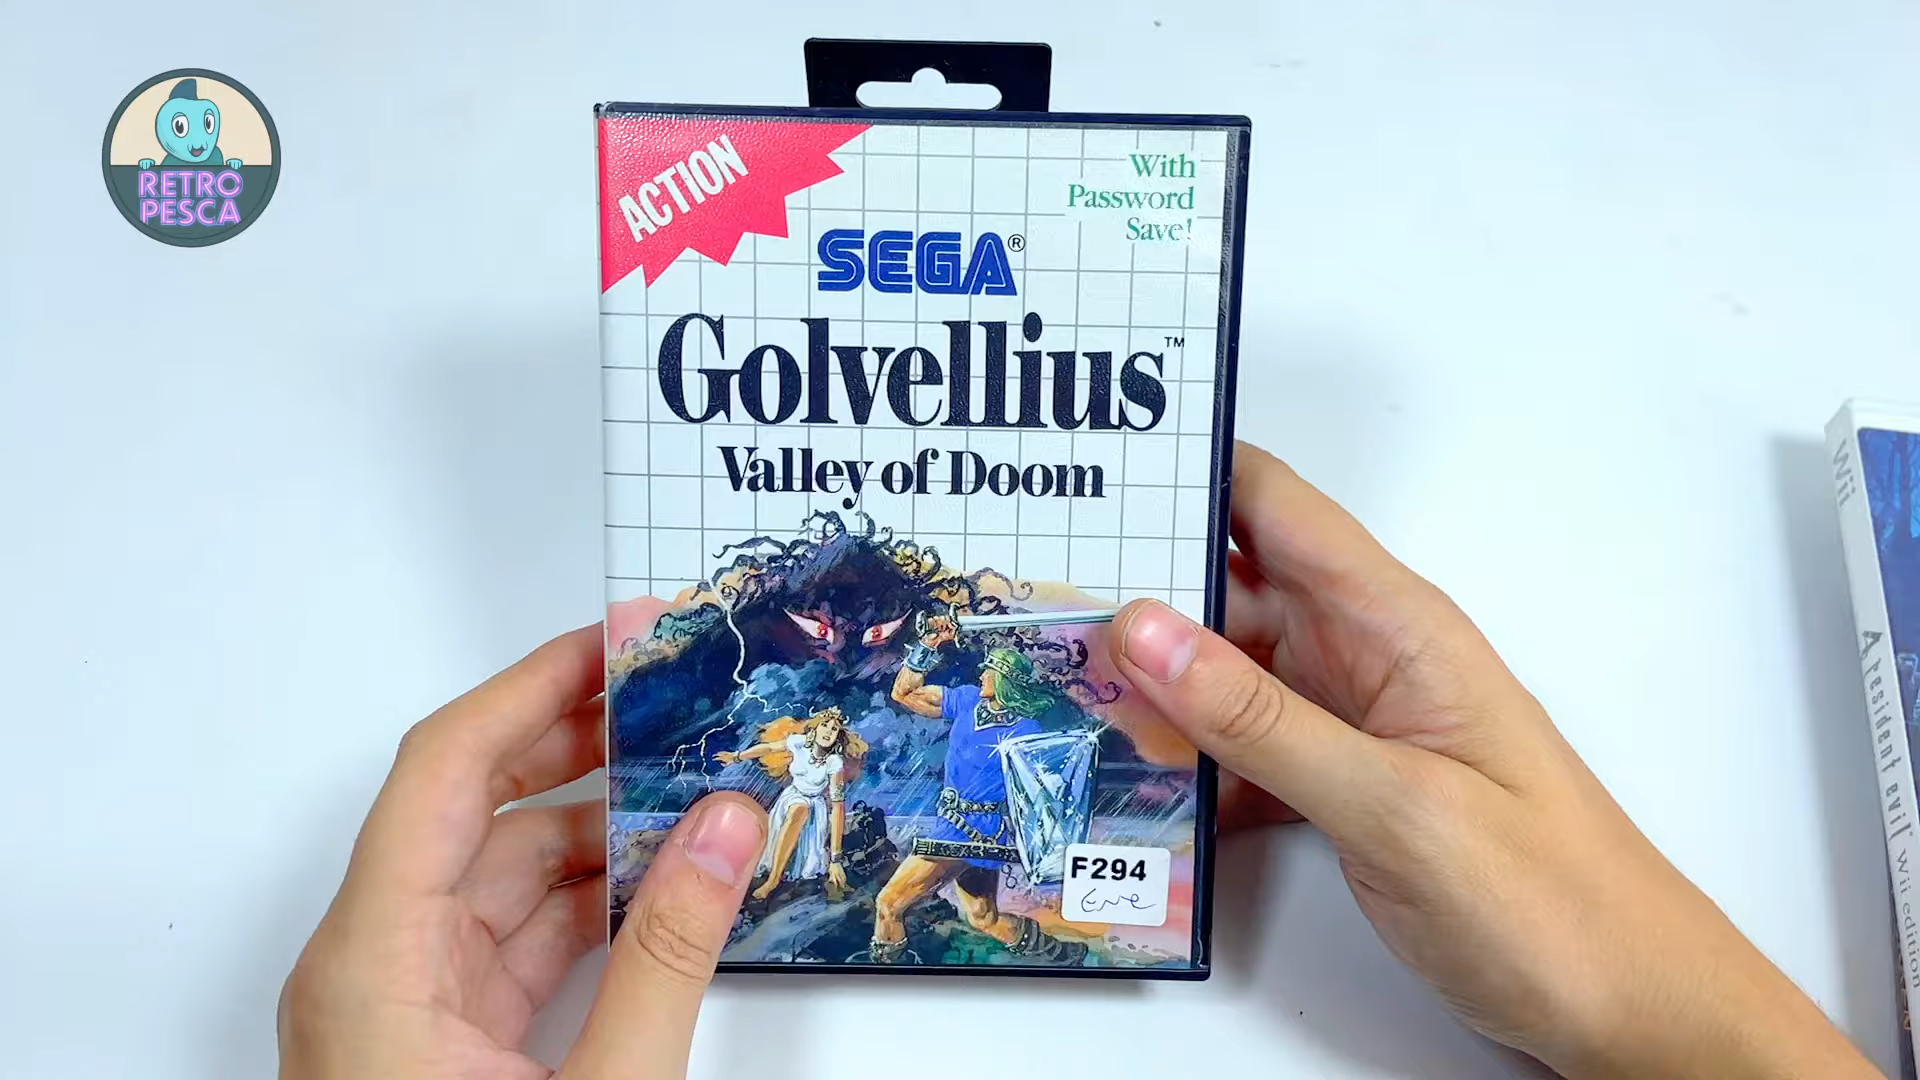 RETRO
PESCA
ACTION
With
Password
Save!
SEGA®
Golvellius™
Valley of Doom
F294
Wii
resident evil
Wii edition